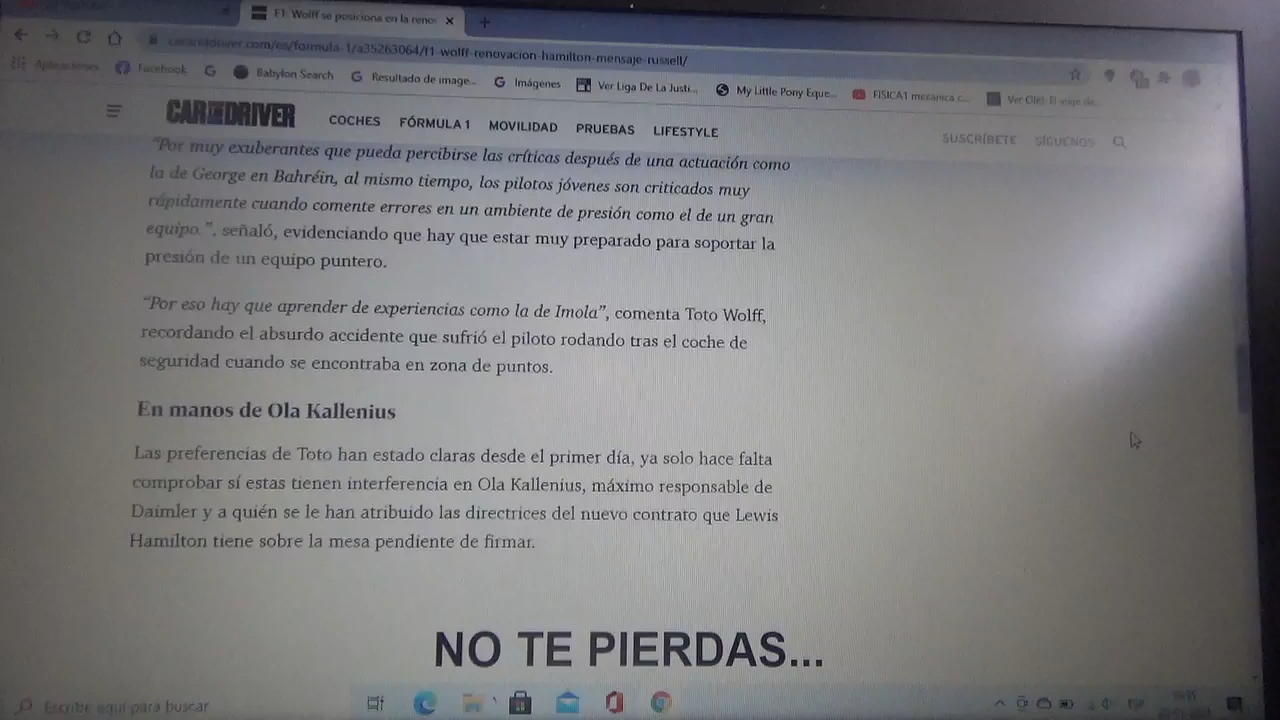 F1: Wolff se posiciona en la reno
caranddriver.com/es/formula-1/a35263064/f1-wolff-renovacion-hamilton-mensaje-russell/
Aplicaciones Facebook Babylon Search Resultado de image... Imágenes Ver Liga De La Justi... My Little Pony Eque... FISICA1 mecanica c... Ver Olé! El viaje de...
CAR AND DRIVER COCHES FÓRMULA 1 MOVILIDAD PRUEBAS LIFESTYLE SUSCRÍBETE SÍGUENOS
“Por muy exuberantes que pueda percibirse las críticas después de una actuación como
la de George en Bahréin, al mismo tiempo, los pilotos jóvenes son criticados muy
rápidamente cuando comente errores en un ambiente de presión como el de un gran
equipo.”, señaló, evidenciando que hay que estar muy preparado para soportar la
presión de un equipo puntero.
“Por eso hay que aprender de experiencias como la de Imola”, comenta Toto Wolff,
recordando el absurdo accidente que sufrió el piloto rodando tras el coche de
seguridad cuando se encontraba en zona de puntos.
En manos de Ola Kallenius
Las preferencias de Toto han estado claras desde el primer día, ya solo hace falta
comprobar sí estas tienen interferencia en Ola Kallenius, máximo responsable de
Daimler y a quién se le han atribuido las directrices del nuevo contrato que Lewis
Hamilton tiene sobre la mesa pendiente de firmar.
NO TE PIERDAS...
Escribe aquí para buscar